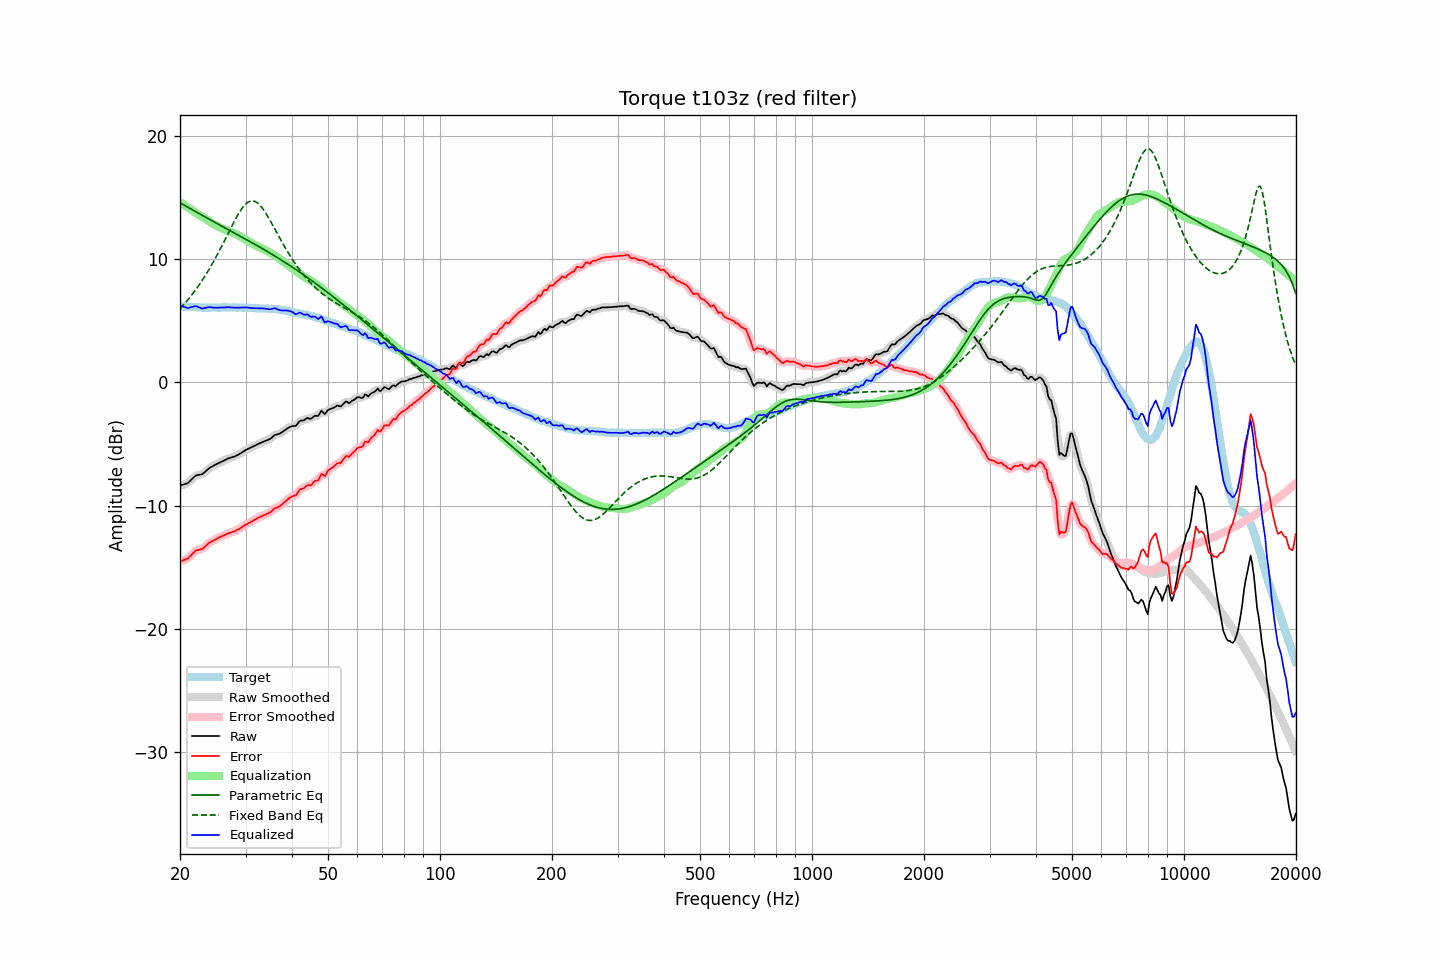 Torque t103z (red filter)
20
10
0
−10
−20
−30
Amplitude (dBr)
Target
Raw Smoothed
Error Smoothed
Raw
Error
Equalization
Parametric Eq
Fixed Band Eq
Equalized
20 50 100 200 500 1000 2000 5000 10000 20000
Frequency (Hz)